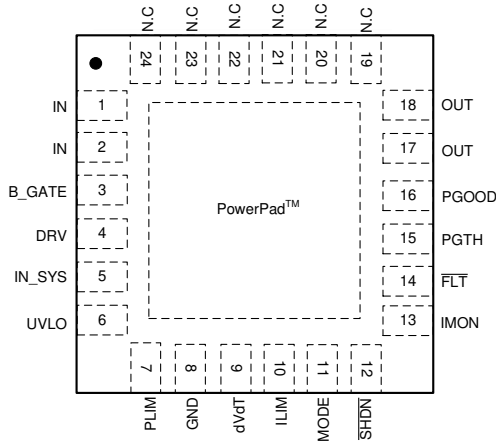 N.C N.C N.C N.C N.C N.C
24 23 22 21 20 19
IN 1
IN 2
B_GATE 3
DRV 4
IN_SYS 5
UVLO 6
18 OUT
17 OUT
16 PGOOD
15 PGTH
14 FLT
13 IMON
PowerPad™
7 8 9 10 11 12
PLIM GND dVdT ILIM MODE SHDN